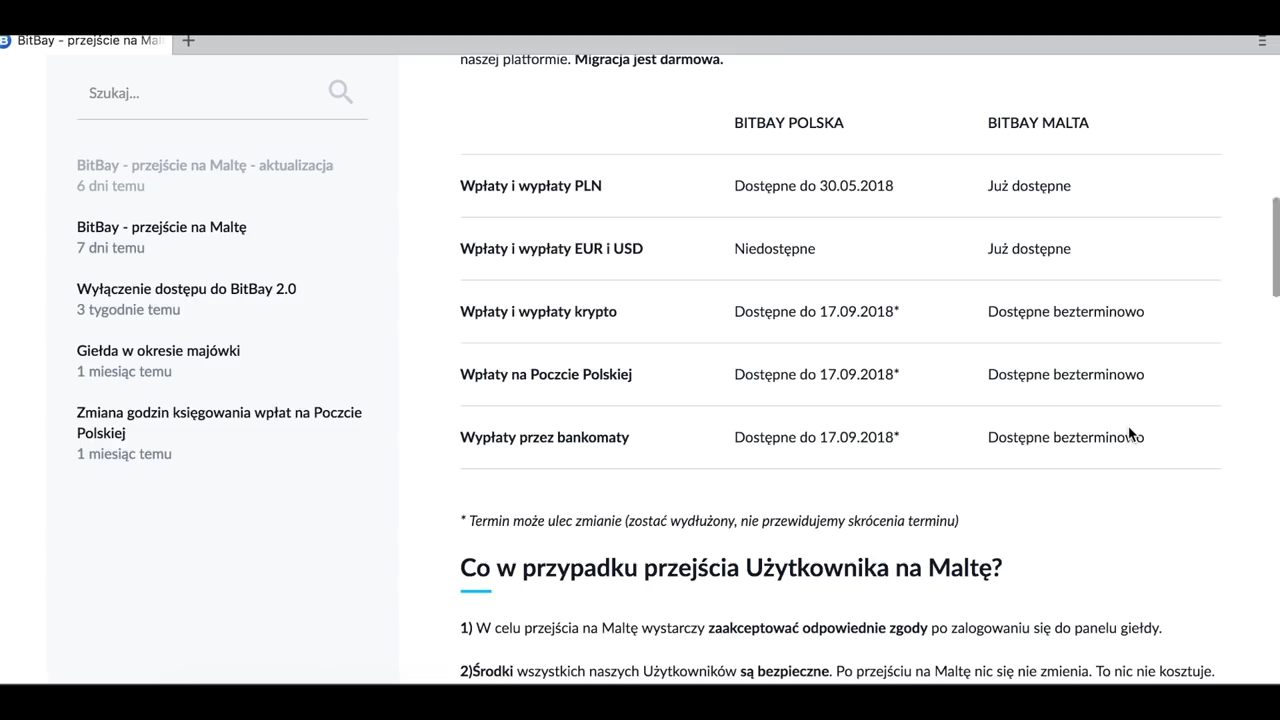 BitBay - przejście na Mal
naszej platformie. Migracja jest darmowa.
Szukaj...
BitBay - przejście na Maltę - aktualizacja
6 dni temu
BitBay - przejście na Maltę
7 dni temu
Wyłączenie dostępu do BitBay 2.0
3 tygodnie temu
Giełda w okresie majówki
1 miesiąc temu
Zmiana godzin księgowania wpłat na Poczcie
Polskiej
1 miesiąc temu
BITBAY POLSKA BITBAY MALTA
Wpłaty i wypłaty PLN Dostępne do 30.05.2018 Już dostępne
Wpłaty i wypłaty EUR i USD Niedostępne Już dostępne
Wpłaty i wypłaty krypto Dostępne do 17.09.2018* Dostępne bezterminowo
Wpłaty na Poczcie Polskiej Dostępne do 17.09.2018* Dostępne bezterminowo
Wypłaty przez bankomaty Dostępne do 17.09.2018* Dostępne bezterminowo
* Termin może ulec zmianie (zostać wydłużony, nie przewidujemy skrócenia terminu)
Co w przypadku przejścia Użytkownika na Maltę?
1) W celu przejścia na Maltę wystarczy zaakceptować odpowiednie zgody po zalogowaniu się do panelu giełdy.
2)Środki wszystkich naszych Użytkowników są bezpieczne. Po przejściu na Maltę nic się nie zmienia. To nic nie kosztuje.